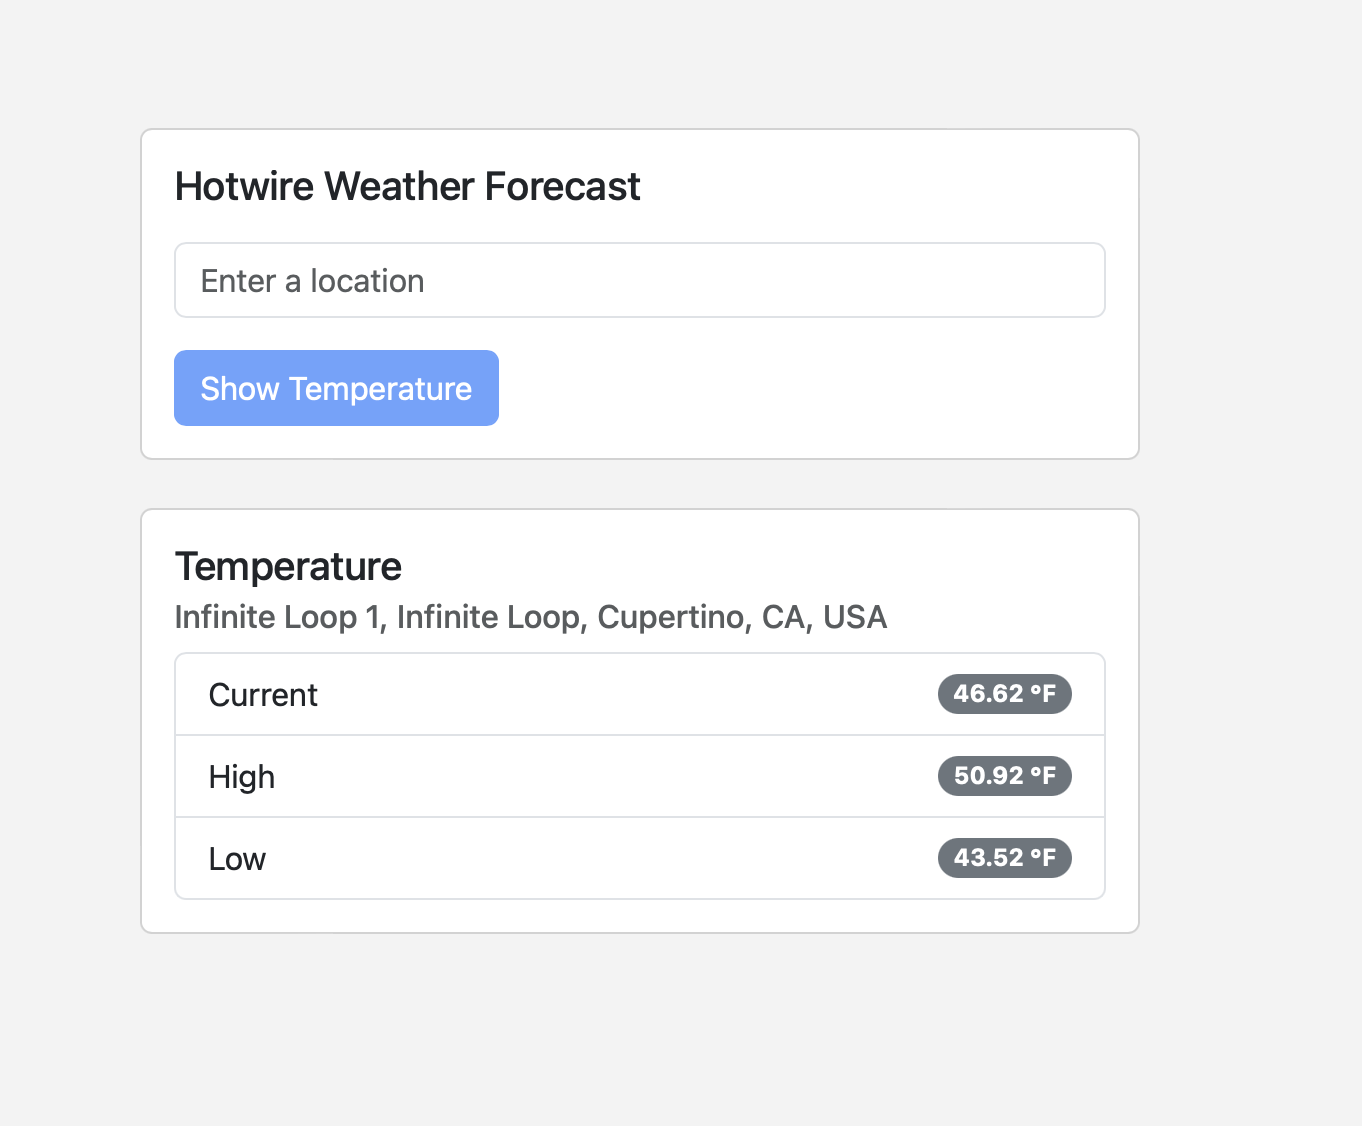 Hotwire Weather Forecast
Enter a location
Show Temperature
Temperature
Infinite Loop 1, Infinite Loop, Cupertino, CA, USA
Current 46.62 °F
High 50.92 °F
Low 43.52 °F